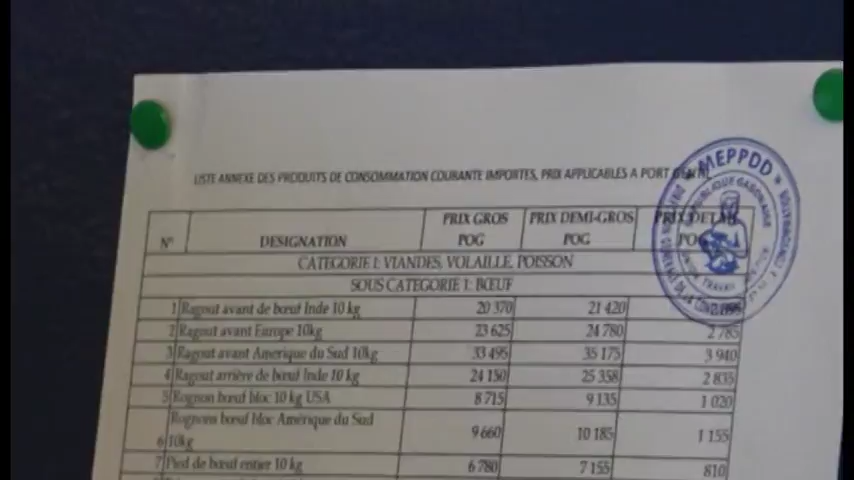 LISTE ANNEXE DES PRODUITS DE CONSOMMATION COURANTE IMPORTES, PRIX APPLICABLES A PORT GENTIL
N° DESIGNATION PRIX GROS POG PRIX DEMI-GROS POG PRIX DETAIL POG
CATEGORIE I: VIANDES, VOLAILLE, POISSON
SOUS CATEGORIE 1: BŒUF
1 Ragout avant de bœuf Inde 10 kg 20 370 21 420
2 Ragout avant Europe 10kg 23 625 24 780 2 785
3 Ragout avant Amerique du Sud 10kg 33 495 35 175 3 940
4 Ragout arrière de bœuf Inde 10 kg 24 150 25 358 2 835
5 Rognon bœuf bloc 10 kg USA 8 715 9 135 1 020
6 Rognons bœuf bloc Amérique du Sud 10kg 9 660 10 185 1 155
7 Pied de bœuf entier 10 kg 6 780 7 155 810
MEPPDD
REPUBLIQUE GABONAISE
TRAVAIL